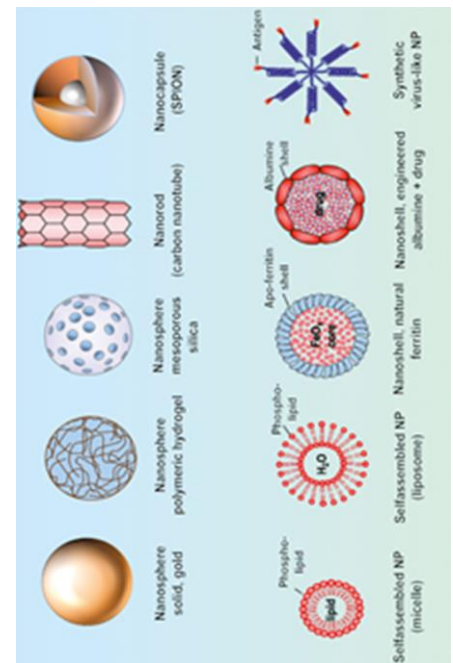 Nanosphere
solid, gold
Nanosphere
polymeric hydrogel
Nanosphere
mesoporous
silica
Nanorod
(carbon nanotube)
Nanocapsule
(SPION)
Phospho-
lipid
lipid
Selfassembled NP
(micelle)
Phospho-
lipid
H₂O
Selfassembled NP
(liposome)
Apo-ferritin
shell
FeOₓ
core
Nanoshell, natural
ferritin
Albumine
shell
drug
Nanoshell, engineered
albumine + drug
Antigen
Synthetic
virus-like NP